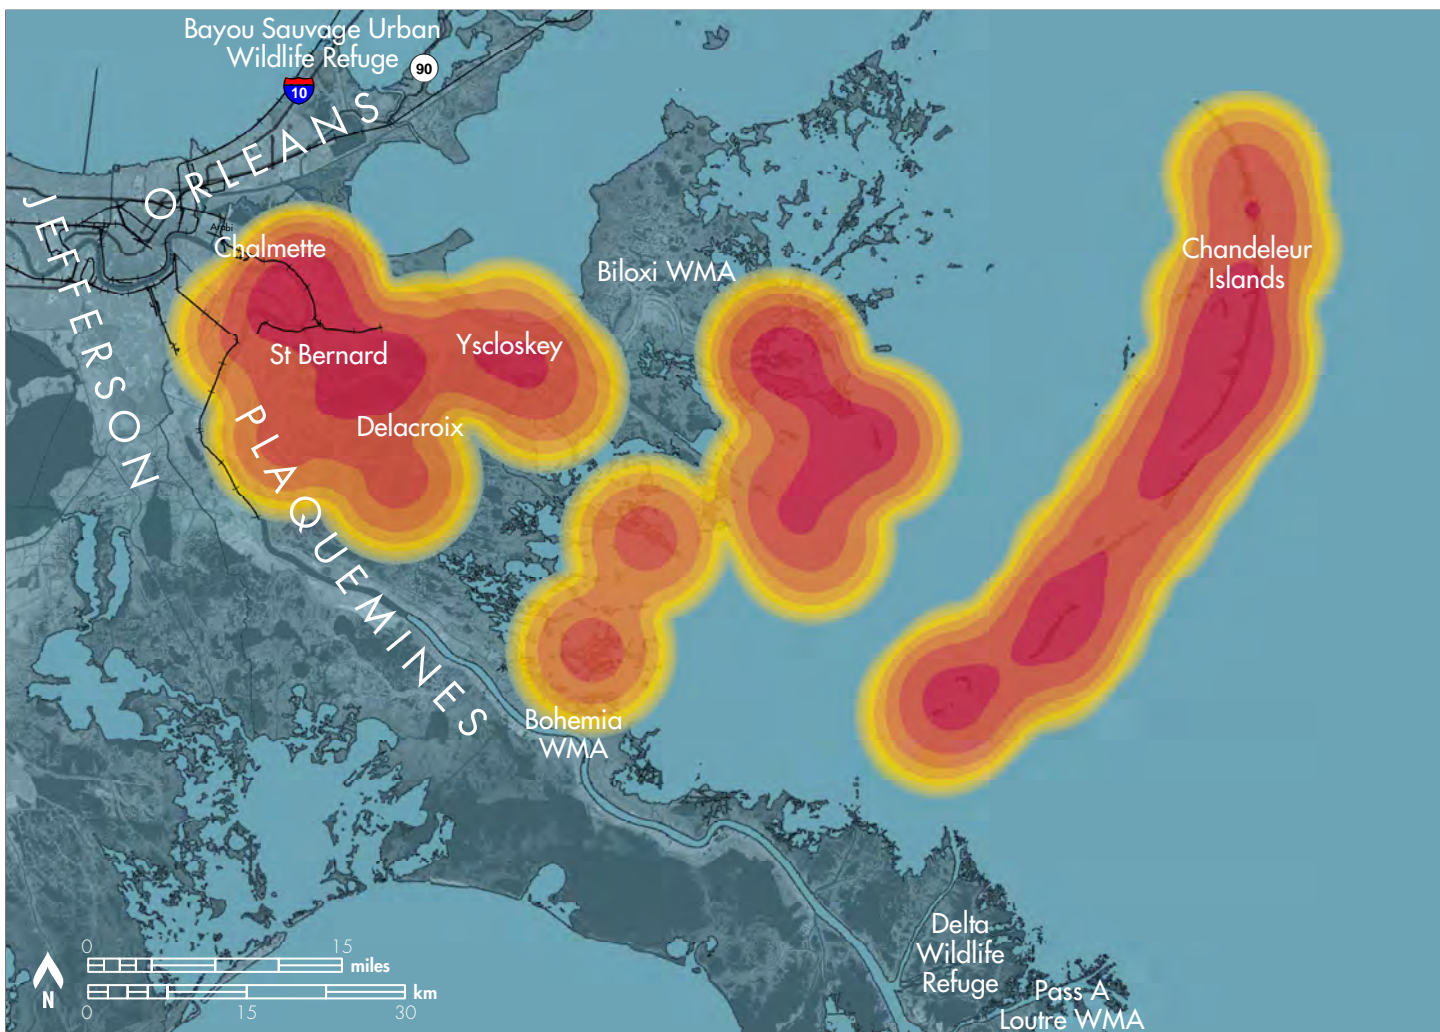 Bayou Sauvage Urban
Wildlife Refuge
90
10
ORLEANS
JEFFERSON
Arabi
Chalmette
Chandeleur
Islands
Biloxi WMA
St Bernard
Yscloskey
Delacroix
PLAQUEMINES
Bohemia
WMA
Delta
Wildlife
Refuge
Pass A
Loutre WMA
0 15
miles
km
0 15 30
N